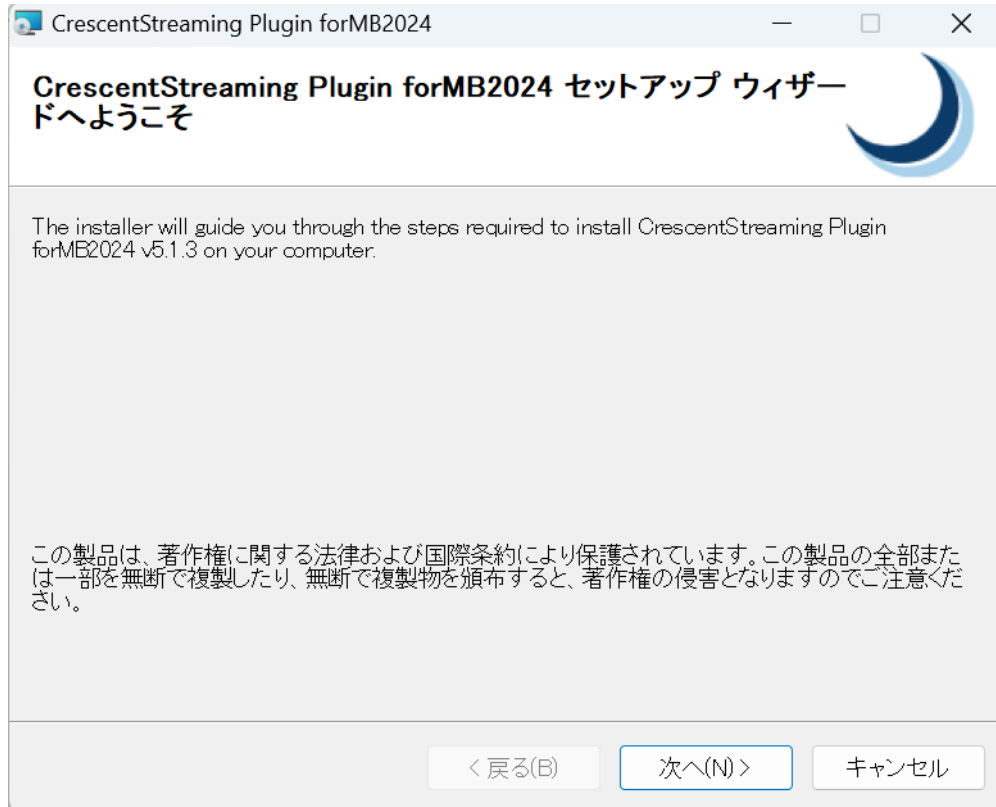 CrescentStreaming Plugin forMB2024
CrescentStreaming Plugin forMB2024 セットアップ ウィザー
ドへようこそ
The installer will guide you through the steps required to install CrescentStreaming Plugin
forMB2024 v5.1.3 on your computer.
この製品は、著作権に関する法律および国際条約により保護されています。この製品の全部また
は一部を無断で複製したり、無断で複製物を頒布すると、著作権の侵害となりますのでご注意くだ
さい。
< 戻る(B) 次へ(N) > キャンセル